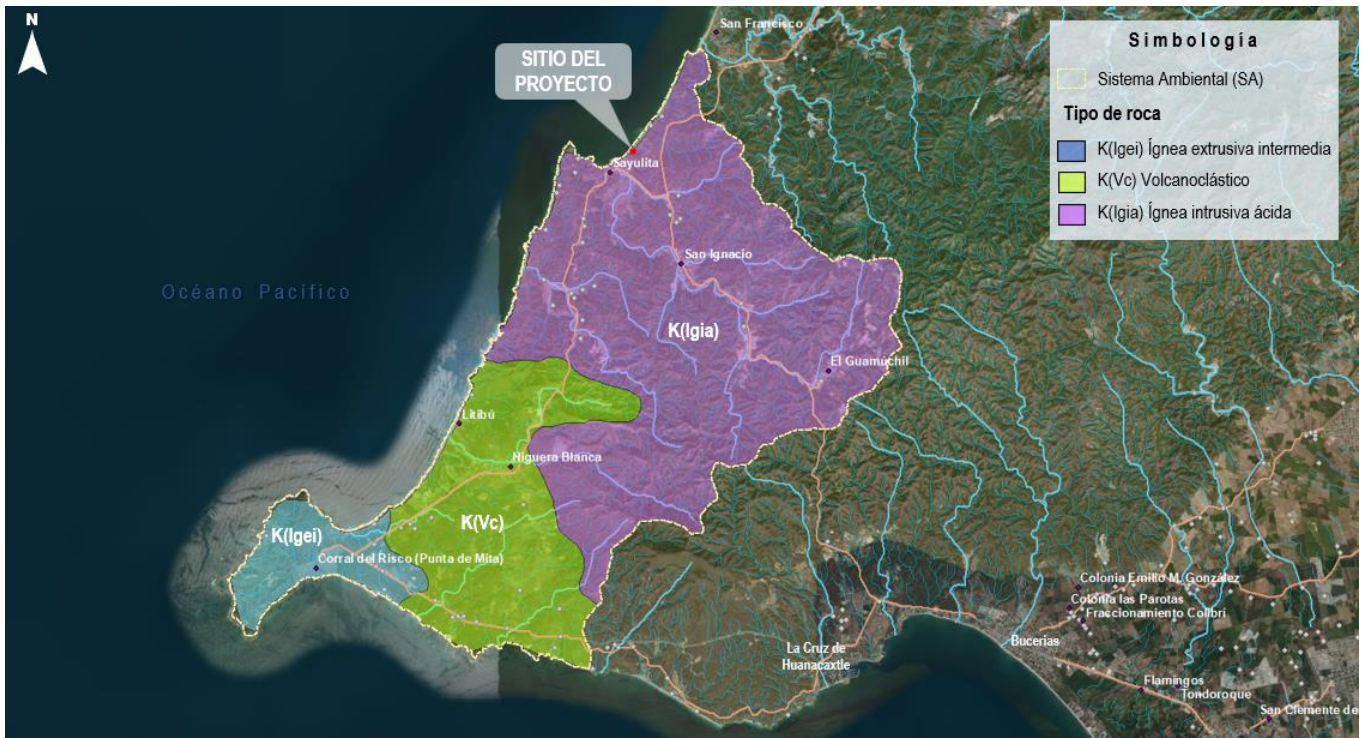 N
San Francisco
SITIO DEL
PROYECTO
Simbología
Sistema Ambiental (SA)
Tipo de roca
K(Igei) Ígnea extrusiva intermedia
K(Vc) Volcanoclástico
K(Igia) Ígnea intrusiva ácida
Sayulita
San Ignacio
Océano Pacífico
K(Igia)
El Guamúchil
Litibú
Higuera Blanca
K(Vc)
K(Igei)
Corral del Risco (Punta de Mita)
Colonia Emilio M. González
Colonia las Parotas
Fraccionamiento Colibrí
Bucerías
La Cruz de
Huanacaxtle
Flamingos
Tondoroque
San Clemente de